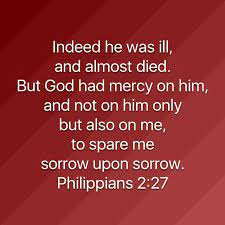 Indeed he was ill,
and almost died.
But God had mercy on him,
and not on him only
but also on me,
to spare me
sorrow upon sorrow.
Philippians 2:27